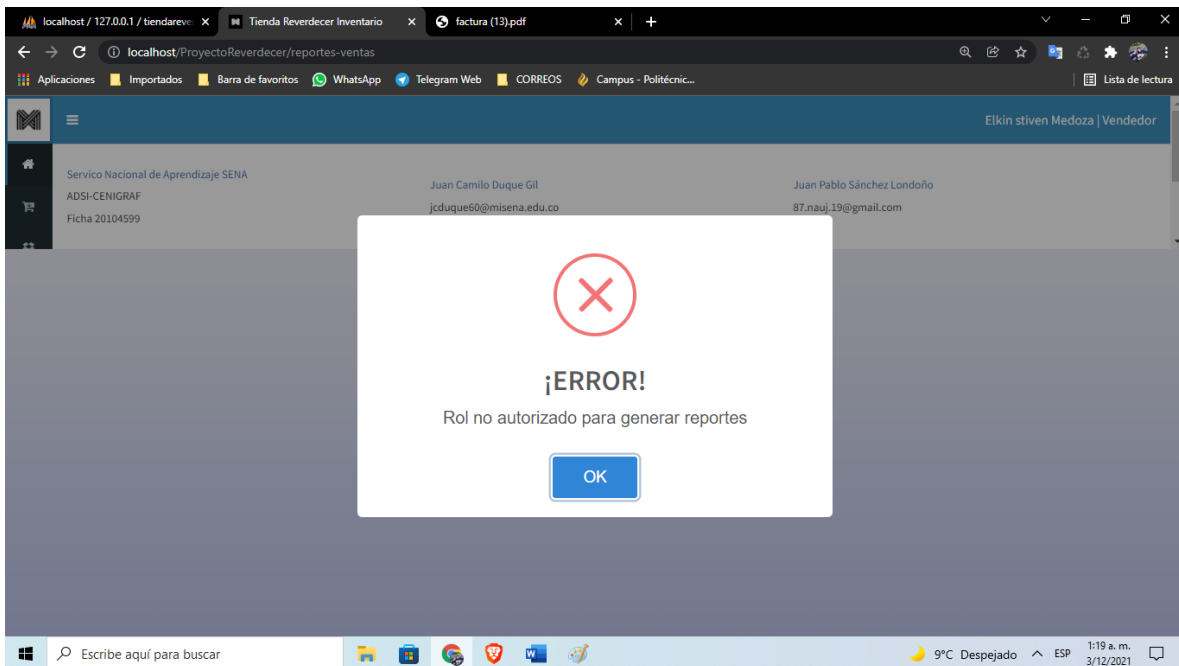 localhost / 127.0.0.1 / tiendareve
Tienda Reverdecer Inventario
factura (13).pdf
localhost/ProyectoReverdecer/reportes-ventas
Aplicaciones
Importados
Barra de favoritos
WhatsApp
Telegram Web
CORREOS
Campus - Politécnic...
Lista de lectura
Elkin stiven Medoza | Vendedor
Servico Nacional de Aprendizaje SENA
ADSI-CENIGRAF
Ficha 20104599
Juan Camilo Duque Gil
jcduque60@misena.edu.co
Juan Pablo Sánchez Londoño
87.nauj.19@gmail.com
¡ERROR!
Rol no autorizado para generar reportes
OK
Escribe aquí para buscar
9°C Despejado
ESP
1:19 a. m.
3/12/2021